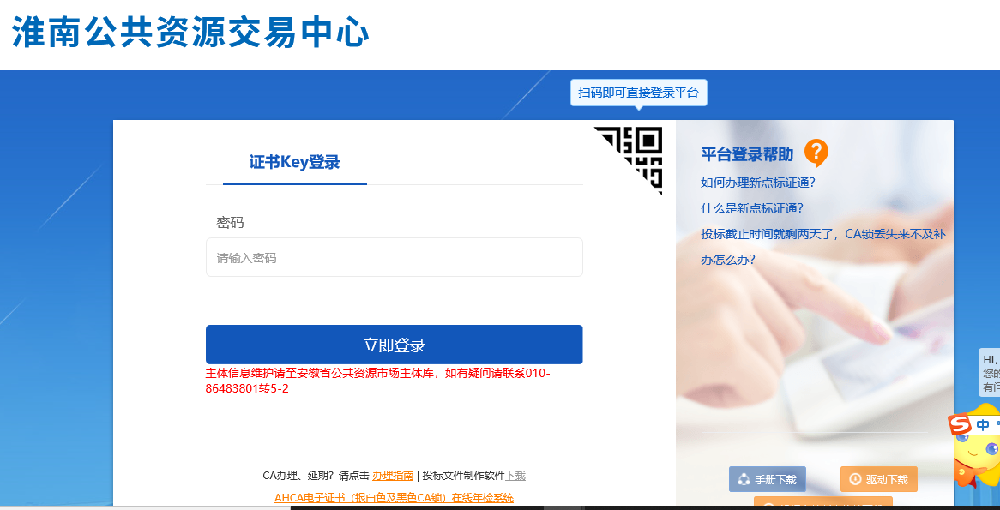 淮南公共资源交易中心
扫码即可直接登录平台
证书Key登录
密码
请输入密码
立即登录
主体信息维护请至安徽省公共资源市场主体库，如有疑问请联系010-
86483801转5-2
CA办理、延期？请点击 办理指南 | 投标文件制作软件下载
AHCA电子证书（银白色及黑色CA锁）在线年检系统
平台登录帮助
如何办理新点标证通？
什么是新点标证通？
投标截止时间就剩两天了，CA锁丢失来不及补
办怎么办？
手册下载
驱动下载
HI,
您的
有问
S 中